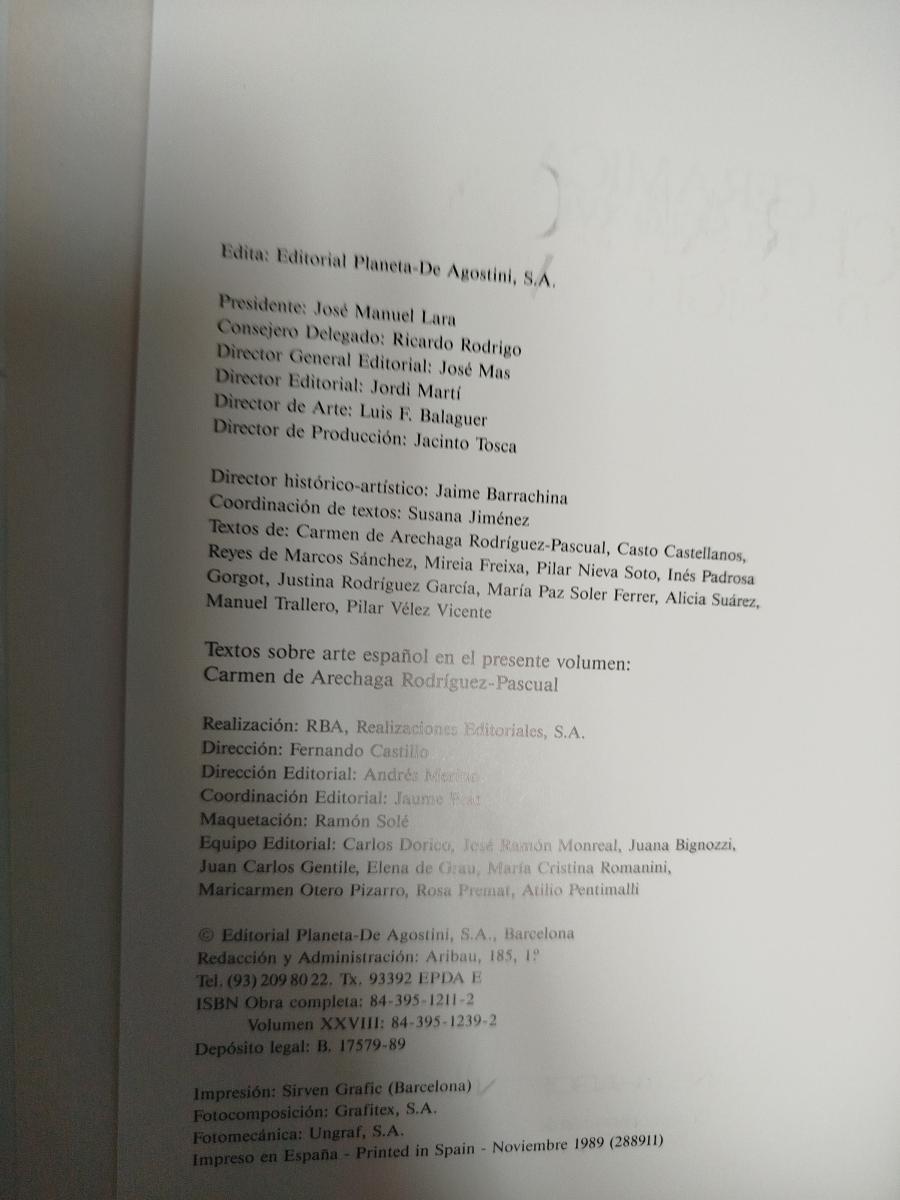 Edita: Editorial Planeta-De Agostini, S.A.
Presidente: José Manuel Lara
Consejero Delegado: Ricardo Rodrigo
Director General Editorial: José Mas
Director Editorial: Jordi Martí
Director de Arte: Luis F. Balaguer
Director de Producción: Jacinto Tosca
Director histórico-artístico: Jaime Barrachina
Coordinación de textos: Susana Jiménez
Textos de: Carmen de Arechaga Rodríguez-Pascual, Casto Castellanos,
Reyes de Marcos Sánchez, Mireia Freixa, Pilar Nieva Soto, Inés Padrosa
Gorgot, Justina Rodríguez García, María Paz Soler Ferrer, Alicia Suárez,
Manuel Trallero, Pilar Vélez Vicente
Textos sobre arte español en el presente volumen:
Carmen de Arechaga Rodríguez-Pascual
Realización: RBA, Realizaciones Editoriales, S.A.
Dirección: Fernando Castillo
Dirección Editorial: Andrés Merino
Coordinación Editorial: Jaume
Maquetación: Ramón Solé
Equipo Editorial: Carlos Dorico, José Ramón Monreal, Juana Bignozzi,
Juan Carlos Gentile, Elena de Grau, María Cristina Romanini,
Maricarmen Otero Pizarro, Rosa Premat, Atilio Pentimalli
© Editorial Planeta-De Agostini, S.A., Barcelona
Redacción y Administración: Aribau, 185, 1º
Tel. (93) 209 80 22. Tx. 93392 EPDA E
ISBN Obra completa: 84-395-1211-2
Volumen XXVIII: 84-395-1239-2
Depósito legal: B. 17579-89
Impresión: Sirven Grafic (Barcelona)
Fotocomposición: Grafitex, S.A.
Fotomecánica: Ungraf, S.A.
Impreso en España - Printed in Spain - Noviembre 1989 (288911)